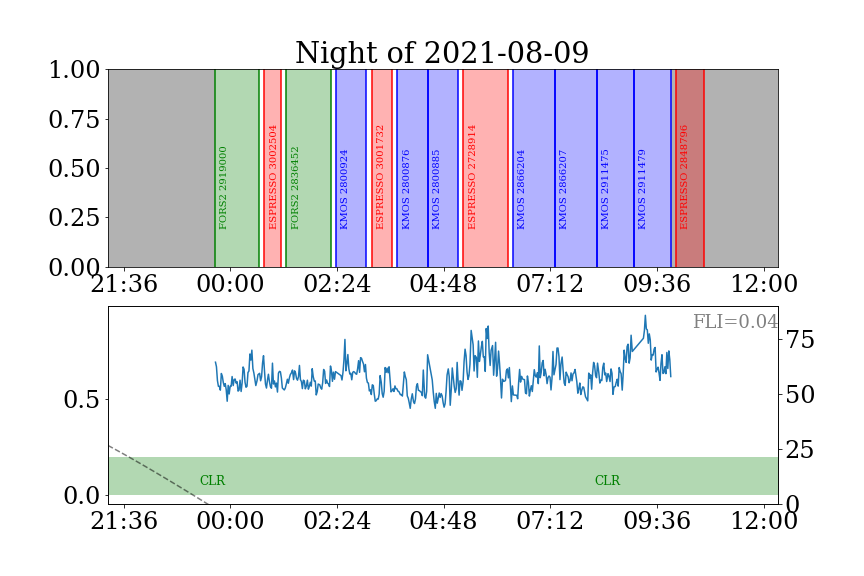 Night of 2021-08-09
1.00
0.75
0.50
0.25
0.00
FORS2 2919000
ESPRESSO 3002504
FORS2 2836452
KMOS 2800924
ESPRESSO 3001732
KMOS 2800876
KMOS 2800885
ESPRESSO 2728914
KMOS 2866204
KMOS 2866207
KMOS 2911475
KMOS 2911479
ESPRESSO 2848796
21:36 00:00 02:24 04:48 07:12 09:36 12:00
FLI=0.04
0.5
0.0
75
50
25
0
CLR CLR
21:36 00:00 02:24 04:48 07:12 09:36 12:00